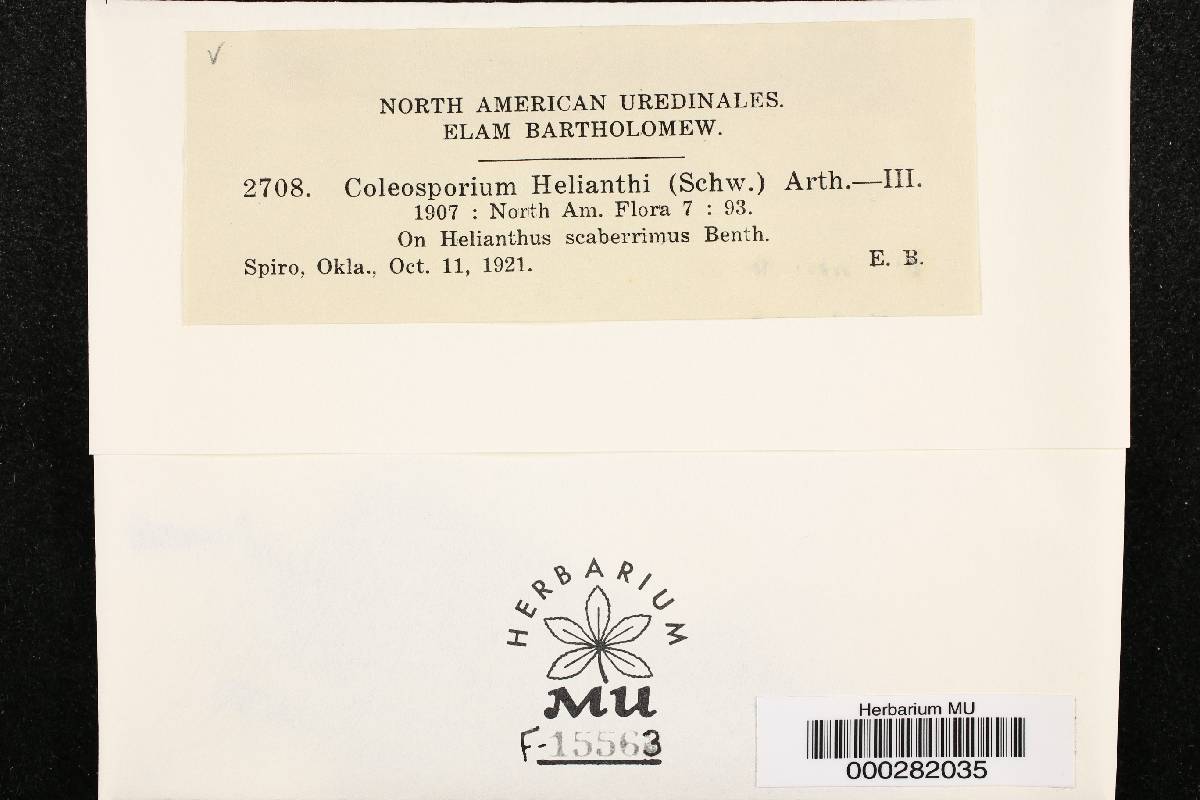 NORTH AMERICAN UREDINALES.
ELAM BARTHOLOMEW.
2708. Coleosporium Helianthi (Schw.) Arth.—III.
1907 : North Am. Flora 7 : 93.
On Helianthus scaberrimus Benth.
Spiro, Okla., Oct. 11, 1921. E. B.
HERBARIUM
MU
F-15563
Herbarium MU
000282035